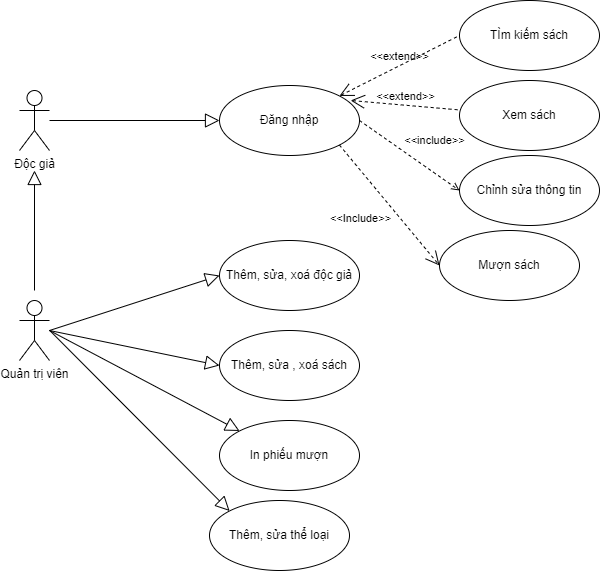 TÌm kiếm sách
<<extend>>
<<extend>>
Xem sách
Đăng nhập
<<include>>
Độc giả
Chỉnh sửa thông tin
<<Include>>
Mượn sách
Thêm, sửa, xoá độc giả
Quản trị viên
Thêm, sửa , xoá sách
In phiếu mượn
Thêm, sửa thể loại